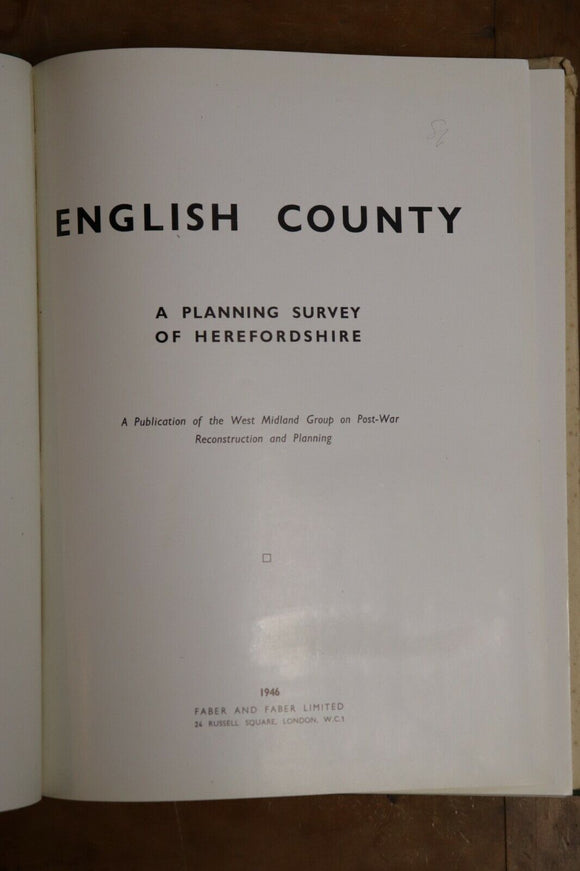 ENGLISH COUNTY
A PLANNING SURVEY
OF HEREFORDSHIRE
A Publication of the West Midland Group on Post-War
Reconstruction and Planning
1946
FABER AND FABER LIMITED
24 RUSSELL SQUARE, LONDON, W.C.1